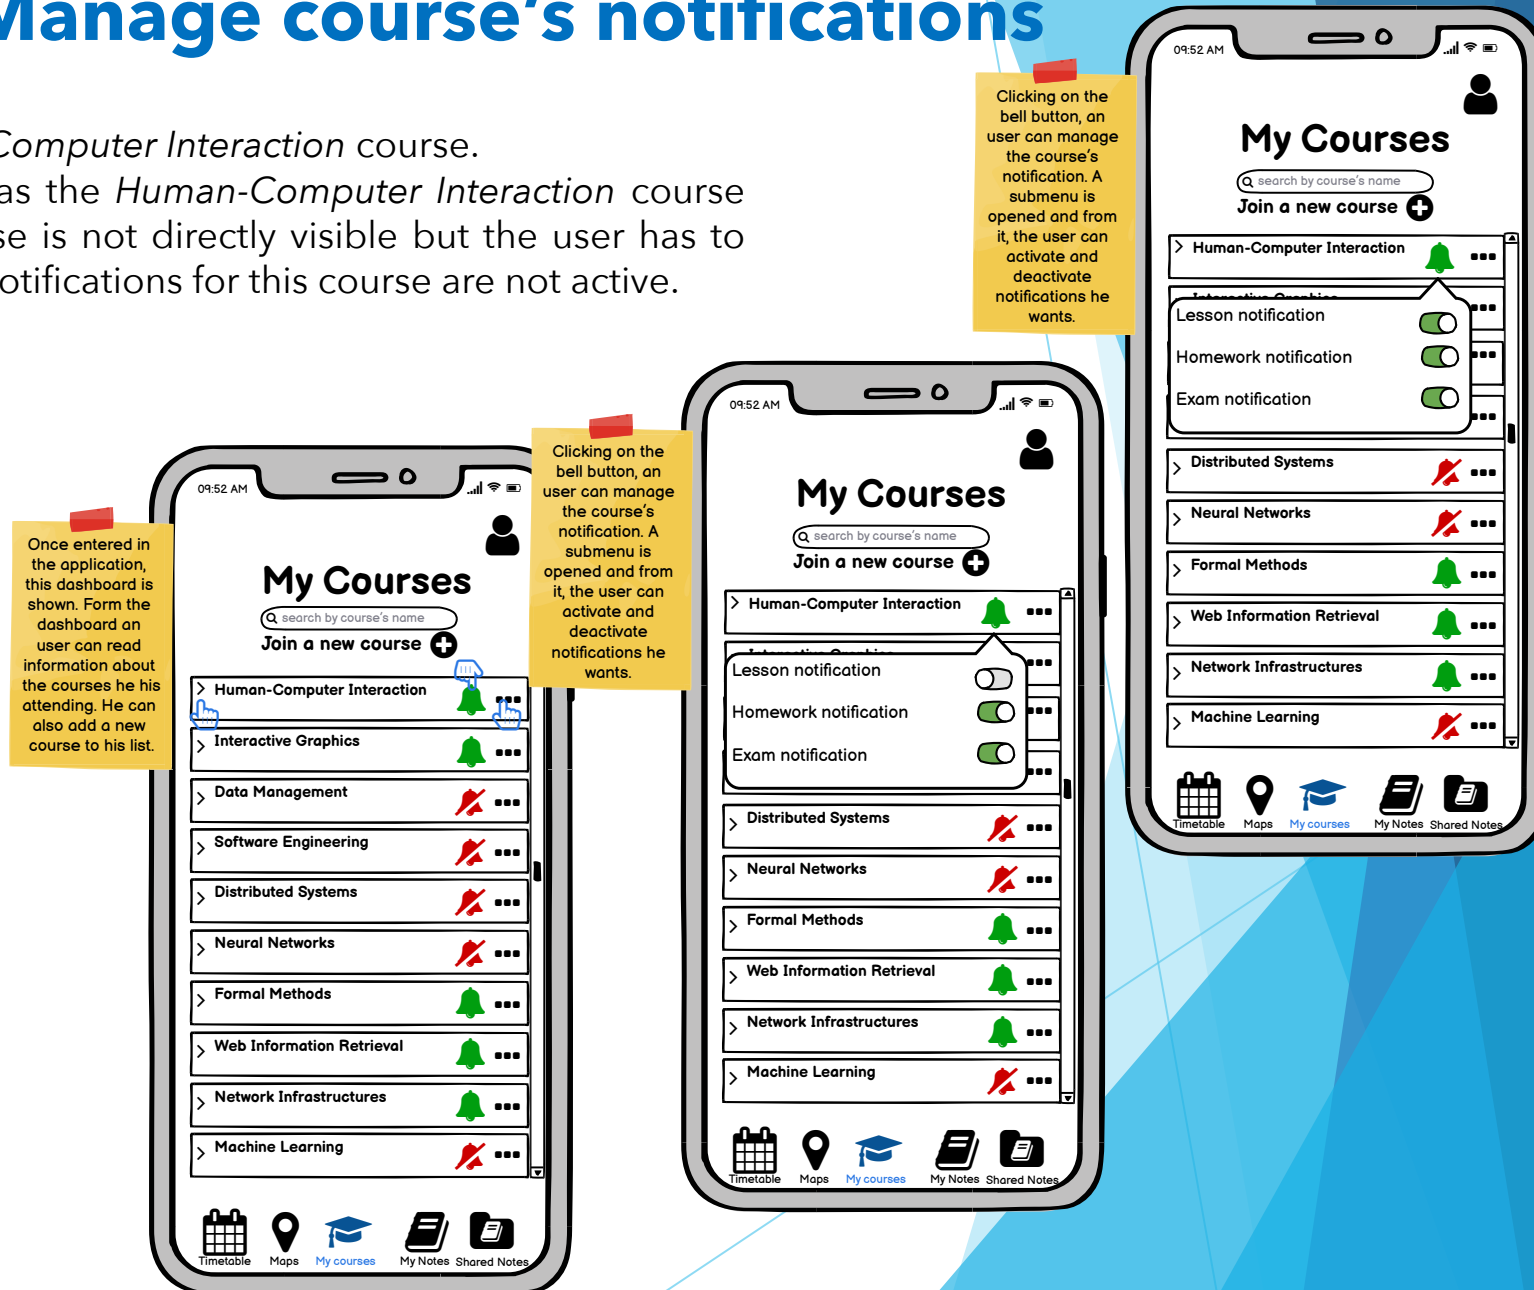 Manage course's notifications
Computer Interaction course.
as the Human-Computer Interaction course
se is not directly visible but the user has to
notifications for this course are not active.
Once entered in
the application,
this dashboard is
shown. Form the
dashboard an
user can read
information about
the courses he his
attending. He can
also add a new
course to his list.
09:52 AM
My Courses
search by course's name
Join a new course
Human-Computer Interaction
Interactive Graphics
Data Management
Software Engineering
Distributed Systems
Neural Networks
Formal Methods
Web Information Retrieval
Network Infrastructures
Machine Learning
Timetable Maps My courses My Notes Shared Notes
Clicking on the
bell button, an
user can manage
the course's
notification. A
submenu is
opened and from
it, the user can
activate and
deactivate
notifications he
wants.
09:52 AM
My Courses
search by course's name
Join a new course
Human-Computer Interaction
Interactive Graphics
Lesson notification
Homework notification
Exam notification
Distributed Systems
Neural Networks
Formal Methods
Web Information Retrieval
Network Infrastructures
Machine Learning
Timetable Maps My courses My Notes Shared Notes
Clicking on the
bell button, an
user can manage
the course's
notification. A
submenu is
opened and from
it, the user can
activate and
deactivate
notifications he
wants.
09:52 AM
My Courses
search by course's name
Join a new course
Human-Computer Interaction
Interactive Graphics
Lesson notification
Homework notification
Exam notification
Distributed Systems
Neural Networks
Formal Methods
Web Information Retrieval
Network Infrastructures
Machine Learning
Timetable Maps My courses My Notes Shared Notes